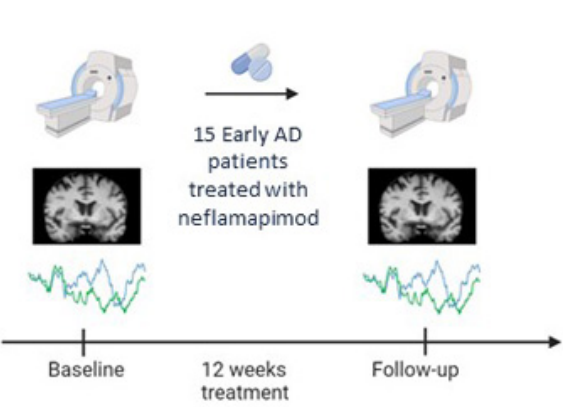 15 Early AD
patients
treated with
neflamapimod
Baseline
12 weeks
treatment
Follow-up